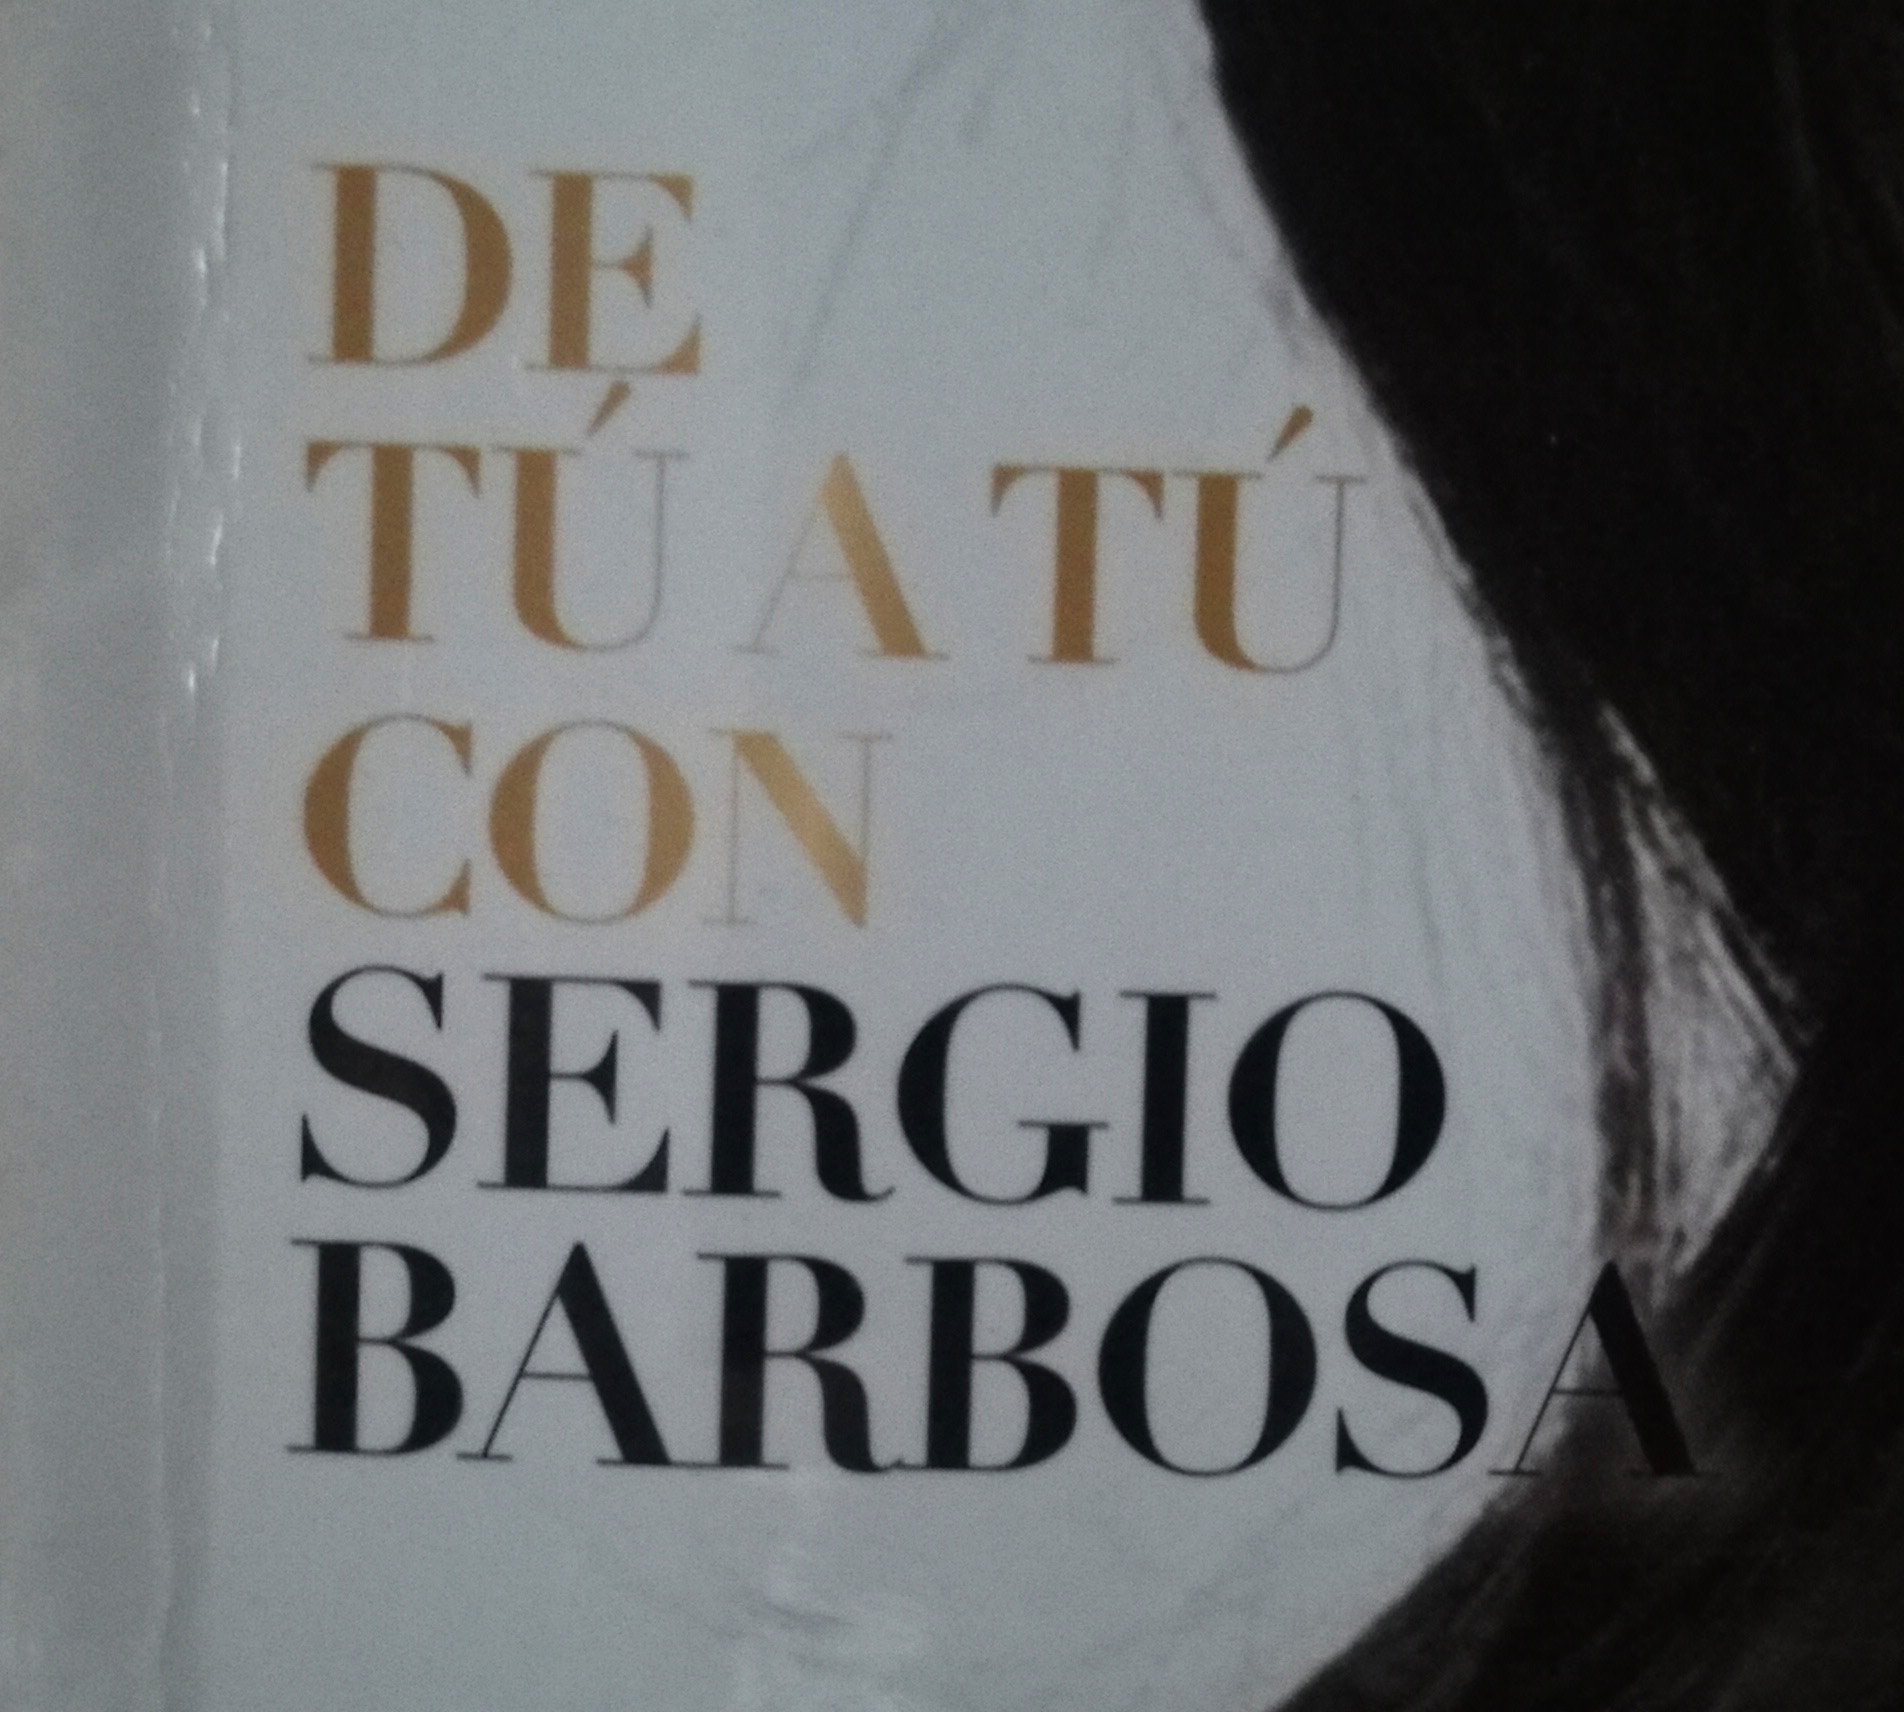 DE
TÚ A TÚ
CON
SERGIO
BARBOSA